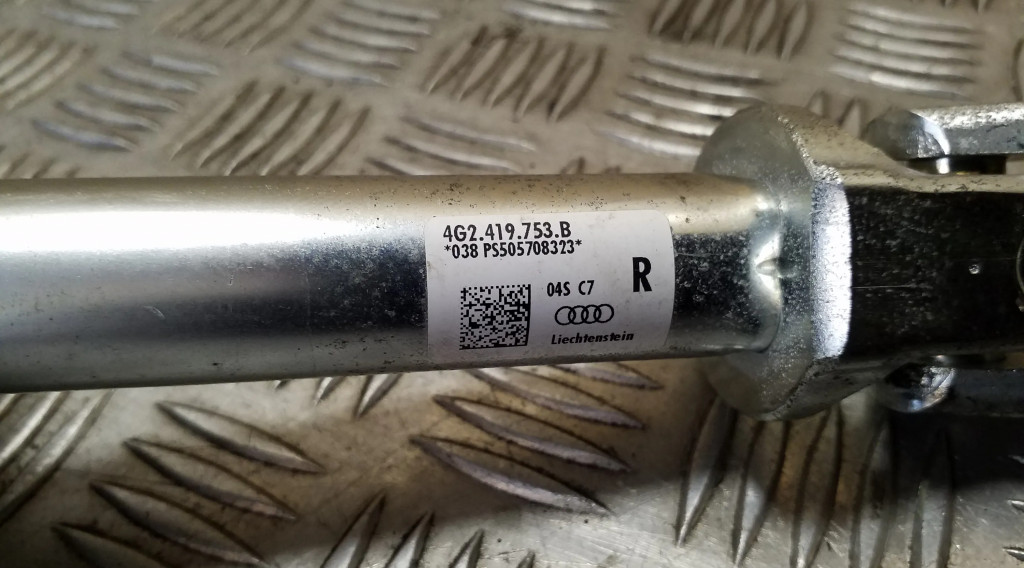 4G2.419.753.B
*038 PS505708323*
R
04S C7
Liechtenstein